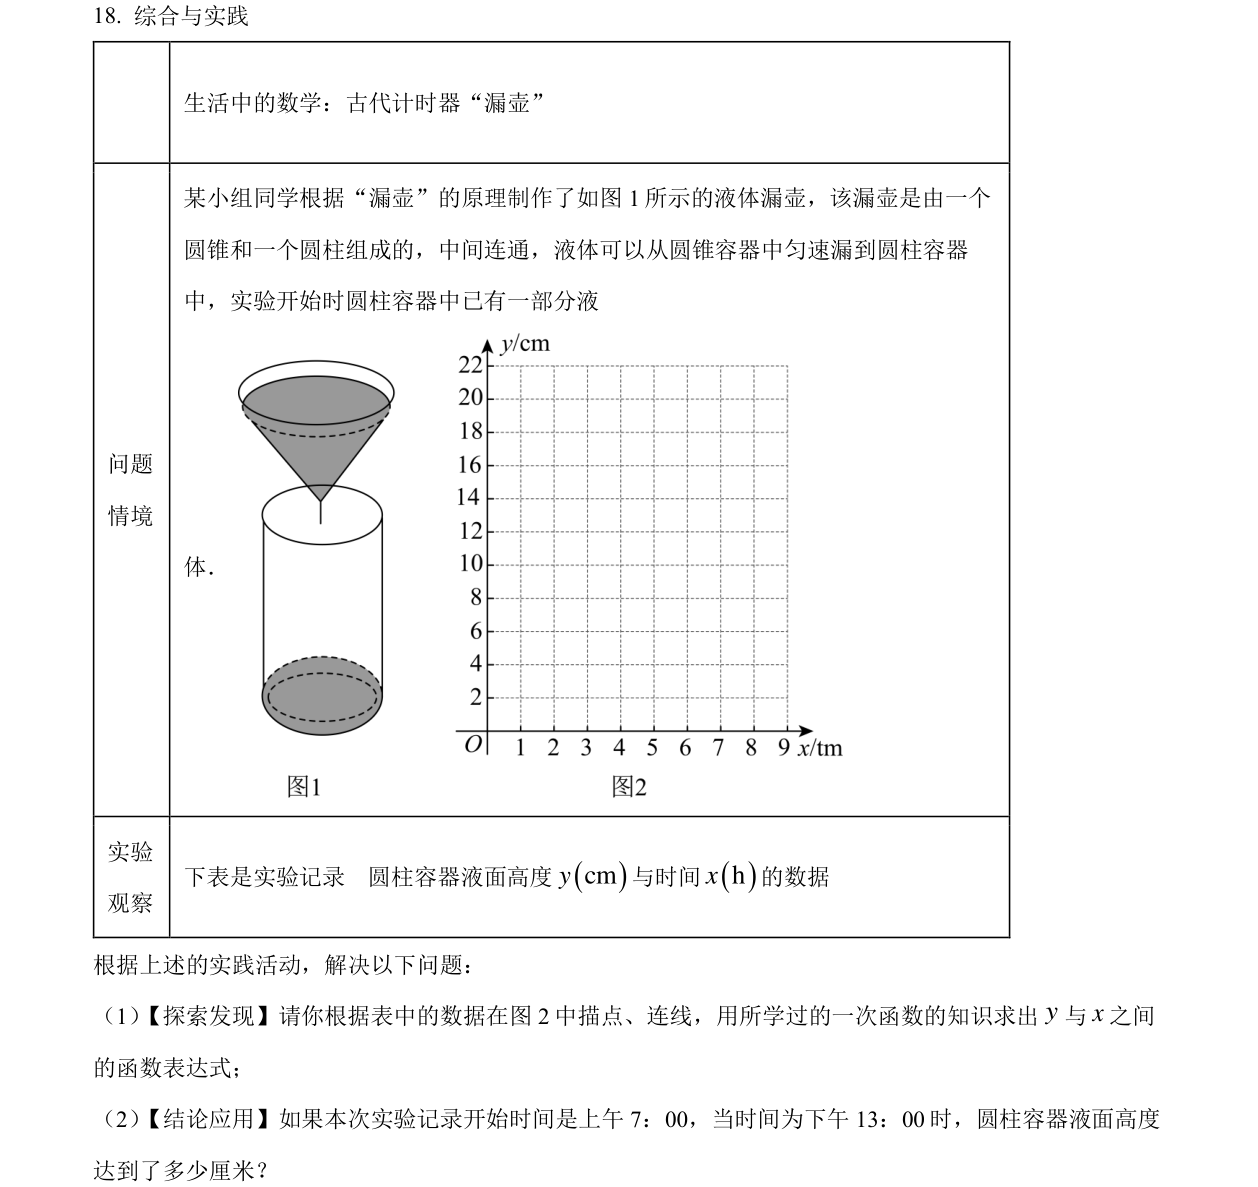 18. 综合与实践
生活中的数学：古代计时器“漏壶”
某小组同学根据“漏壶”的原理制作了如图 1 所示的液体漏壶，该漏壶是由一个
圆锥和一个圆柱组成的，中间连通，液体可以从圆锥容器中匀速漏到圆柱容器
中，实验开始时圆柱容器中已有一部分液
y/cm
22
20
18
16
14
12
10
8
6
4
2
O 1 2 3 4 5 6 7 8 9 x/tm
问题
情境
体．
图1 图2
实验
观察
下表是实验记录 圆柱容器液面高度 y(cm) 与时间 x(h) 的数据
根据上述的实践活动，解决以下问题：
（1）【探索发现】请你根据表中的数据在图 2 中描点、连线，用所学过的一次函数的知识求出 y 与 x 之间
的函数表达式；
（2）【结论应用】如果本次实验记录开始时间是上午 7：00，当时间为下午 13：00 时，圆柱容器液面高度
达到了多少厘米？